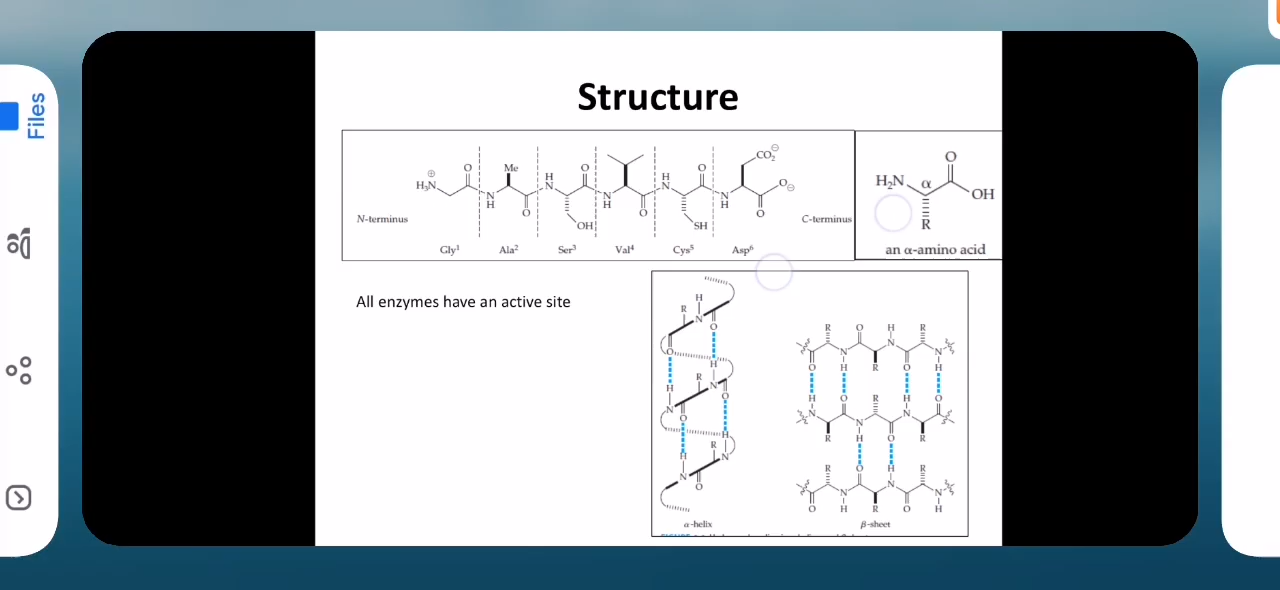 Structure
Files
Me
CO₂⊖
H₃N⊕
O
N
H
OH
SH
O⊖
N-terminus
C-terminus
Gly¹
Ala²
Ser³
Val⁴
Cys⁵
Asp⁶
O
H₂N
α
OH
R
an α-amino acid
All enzymes have an active site
α-helix
β-sheet